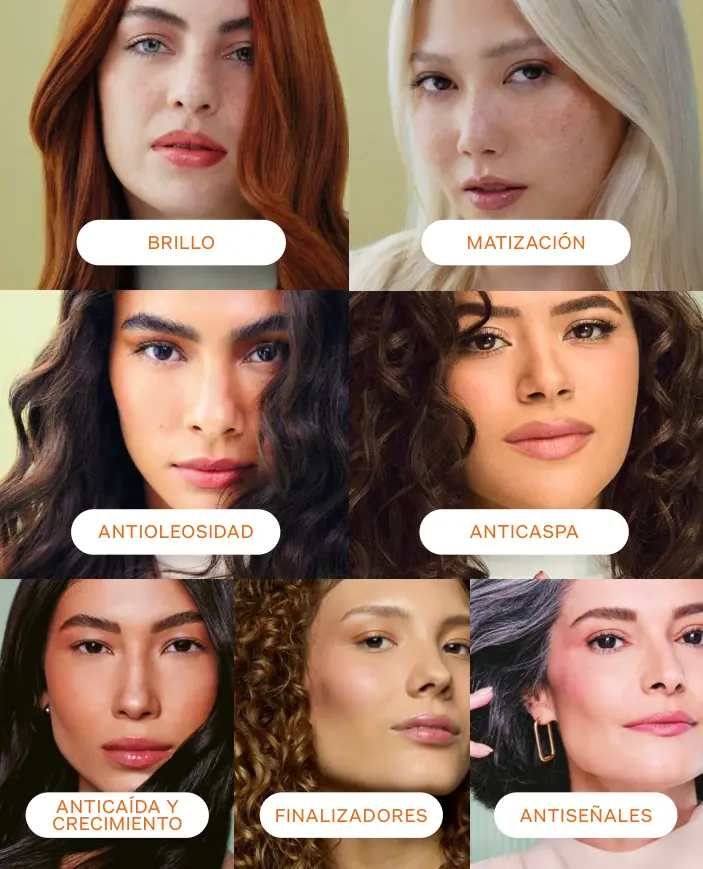 BRILLO
MATIZACIÓN
ANTIOLEOSIDAD
ANTICASPA
ANTICAÍDA Y
CRECIMIENTO
FINALIZADORES
ANTISEÑALES